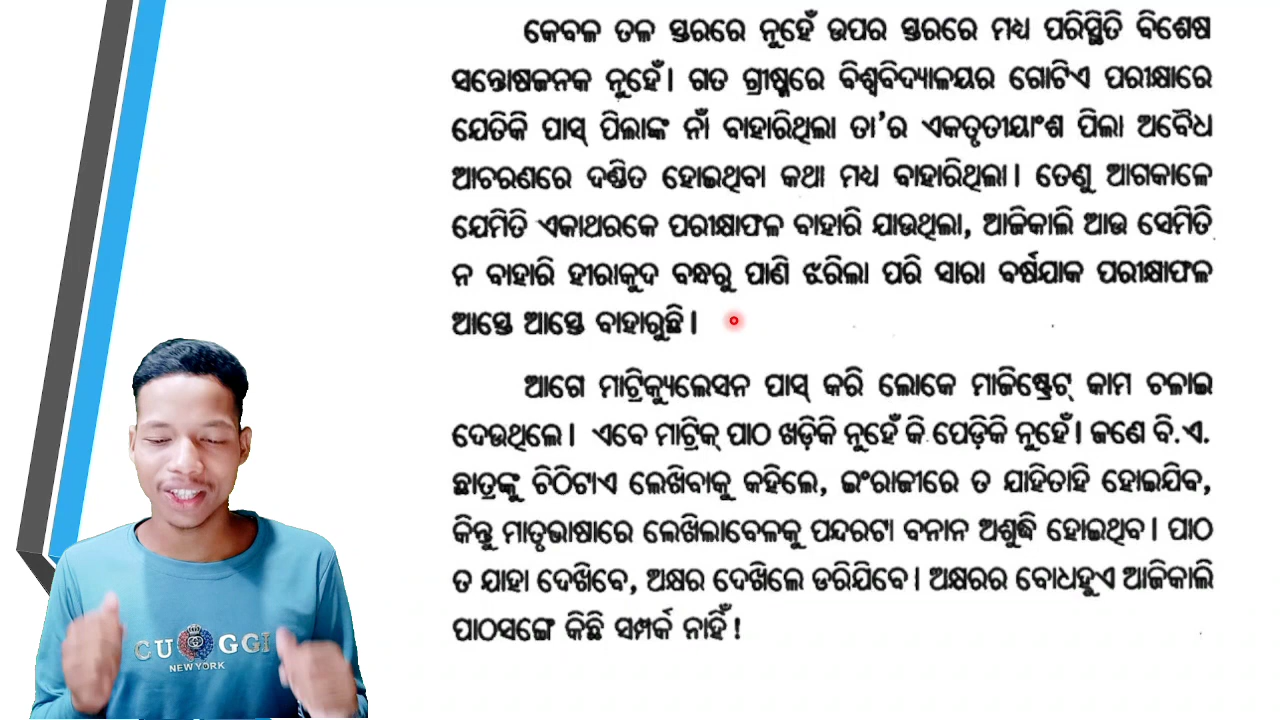 କେବଳ ତଳ ସ୍ତରରେ ନୁହେଁ ଉପର ସ୍ତରରେ ମଧ୍ୟ ପରିସ୍ଥିତି ବିଶେଷ
ସନ୍ତୋଷଜନକ ନୁହେଁ। ଗତ ଗ୍ରୀଷ୍ମରେ ବିଶ୍ୱବିଦ୍ୟାଳୟର ଗୋଟିଏ ପରୀକ୍ଷାରେ
ଯେତିକି ପାସ୍ ପିଲାଙ୍କ ନାଁ ବାହାରିଥିଲା ତା'ର ଏକତୃତୀୟାଂଶ ପିଲା ଅବୈଧ
ଆଚରଣରେ ଦଣ୍ଡିତ ହୋଇଥିବା କଥା ମଧ୍ୟ ବାହାରିଥିଲା। ତେଣୁ ଆଗକାଳେ
ଯେମିତି ଏକାଥରକେ ପରୀକ୍ଷାଫଳ ବାହାରି ଯାଉଥିଲା, ଆଜିକାଲି ଆଉ ସେମିତି
ନ ବାହାରି ହୀରାକୁଦ ବନ୍ଧରୁ ପାଣି ଝରିଲା ପରି ସାରା ବର୍ଷଯାକ ପରୀକ୍ଷାଫଳ
ଆସ୍ତେ ଆସ୍ତେ ବାହାରୁଛି।
ଆଗେ ମାଟ୍ରିକ୍ୟୁଲେସନ ପାସ୍ କରି ଲୋକେ ମାଜିଷ୍ଟ୍ରେଟ୍ କାମ ଚଳାଇ
ଦେଉଥିଲେ। ଏବେ ମାଟ୍ରିକ୍ ପାଠ ଖଡ଼ିକି ନୁହେଁ କି ପେଡ଼ିକି ନୁହେଁ। ଜଣେ ବି.ଏ.
ଛାତ୍ରଙ୍କୁ ଚିଠିଟାଏ ଲେଖିବାକୁ କହିଲେ, ଇଂରାଜୀରେ ତ ଯାହିତାହି ହୋଇଯିବ,
କିନ୍ତୁ ମାତୃଭାଷାରେ ଲେଖିଲାବେଳକୁ ପନ୍ଦରଟା ବନାନ ଅଶୁଦ୍ଧି ହୋଇଥିବ। ପାଠ
ତ ଯାହା ଦେଖିବେ, ଅକ୍ଷର ଦେଖିଲେ ଡରିଯିବେ। ଅକ୍ଷରର ବୋଧହୁଏ ଆଜିକାଲି
ପାଠସଙ୍ଗେ କିଛି ସମ୍ପର୍କ ନାହିଁ!
CUGGI
NEW YORK